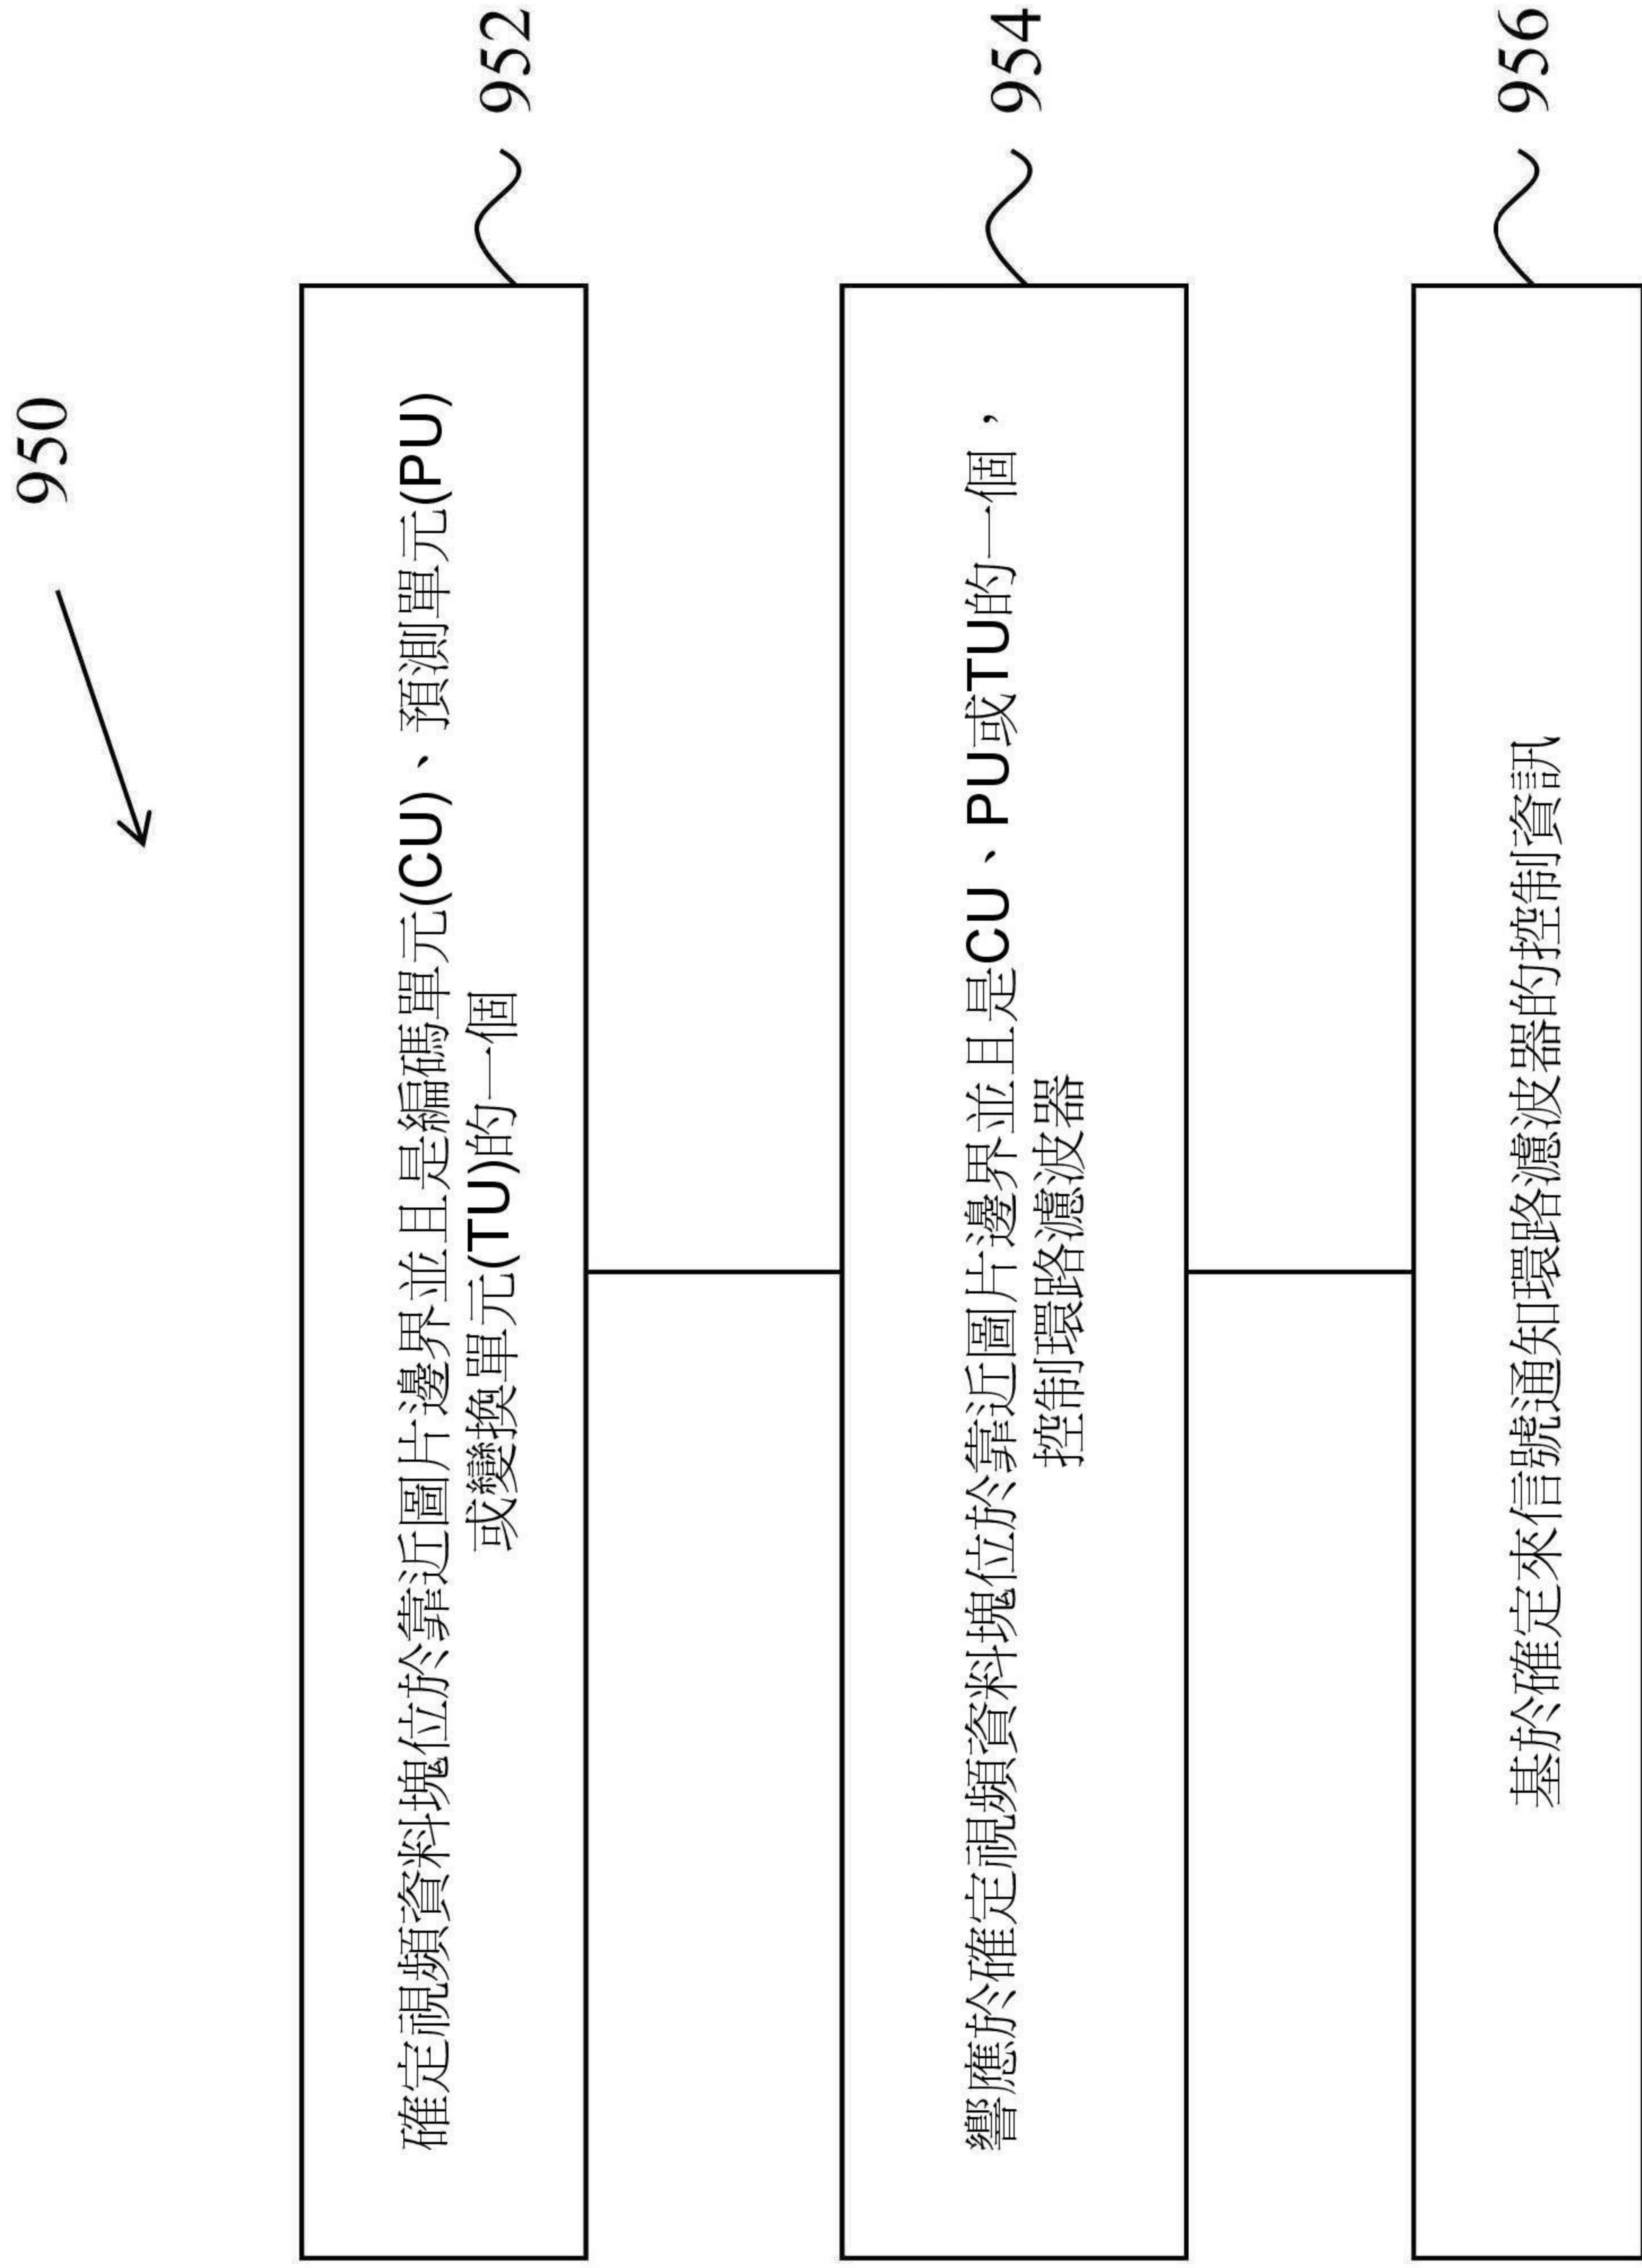 950
確定視頻資料塊位於靠近圖片邊界並且是編碼單元(CU)、預測單元(PU)
或變換單元(TU)的一個
952
響應於確定視頻資料塊位於靠近圖片邊界並且是CU、PU或TU的一個，
控制環路濾波器
954
基於確定來信號通知環路濾波器的控制資訊
956